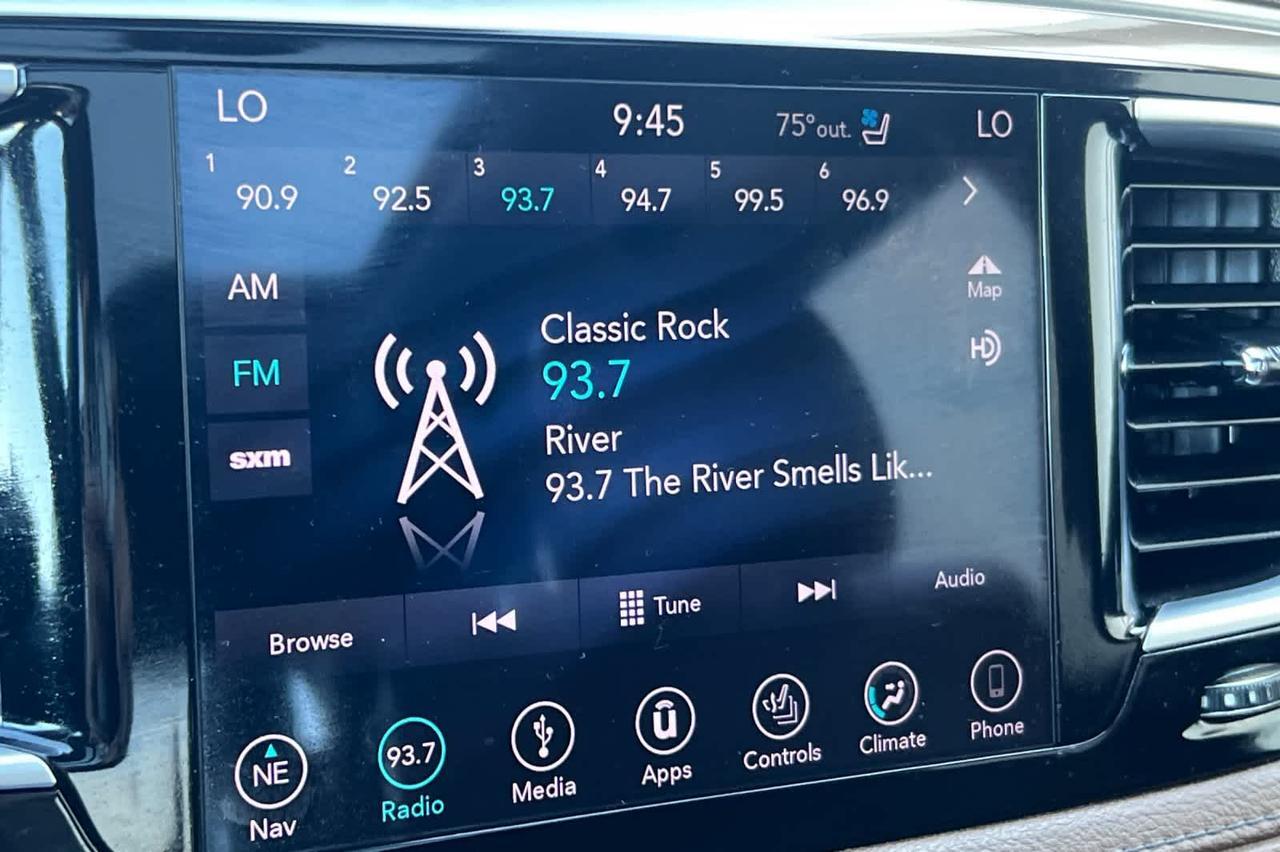 LO 9:45 75° out. LO
1 90.9 2 92.5 3 93.7 4 94.7 5 99.5 6 96.9
AM
Map
FM
HD
sxm
Classic Rock
93.7
River
93.7 The River Smells Lik...
Browse Tune Audio
NE 93.7 u
Nav Radio Media Apps Controls Climate Phone